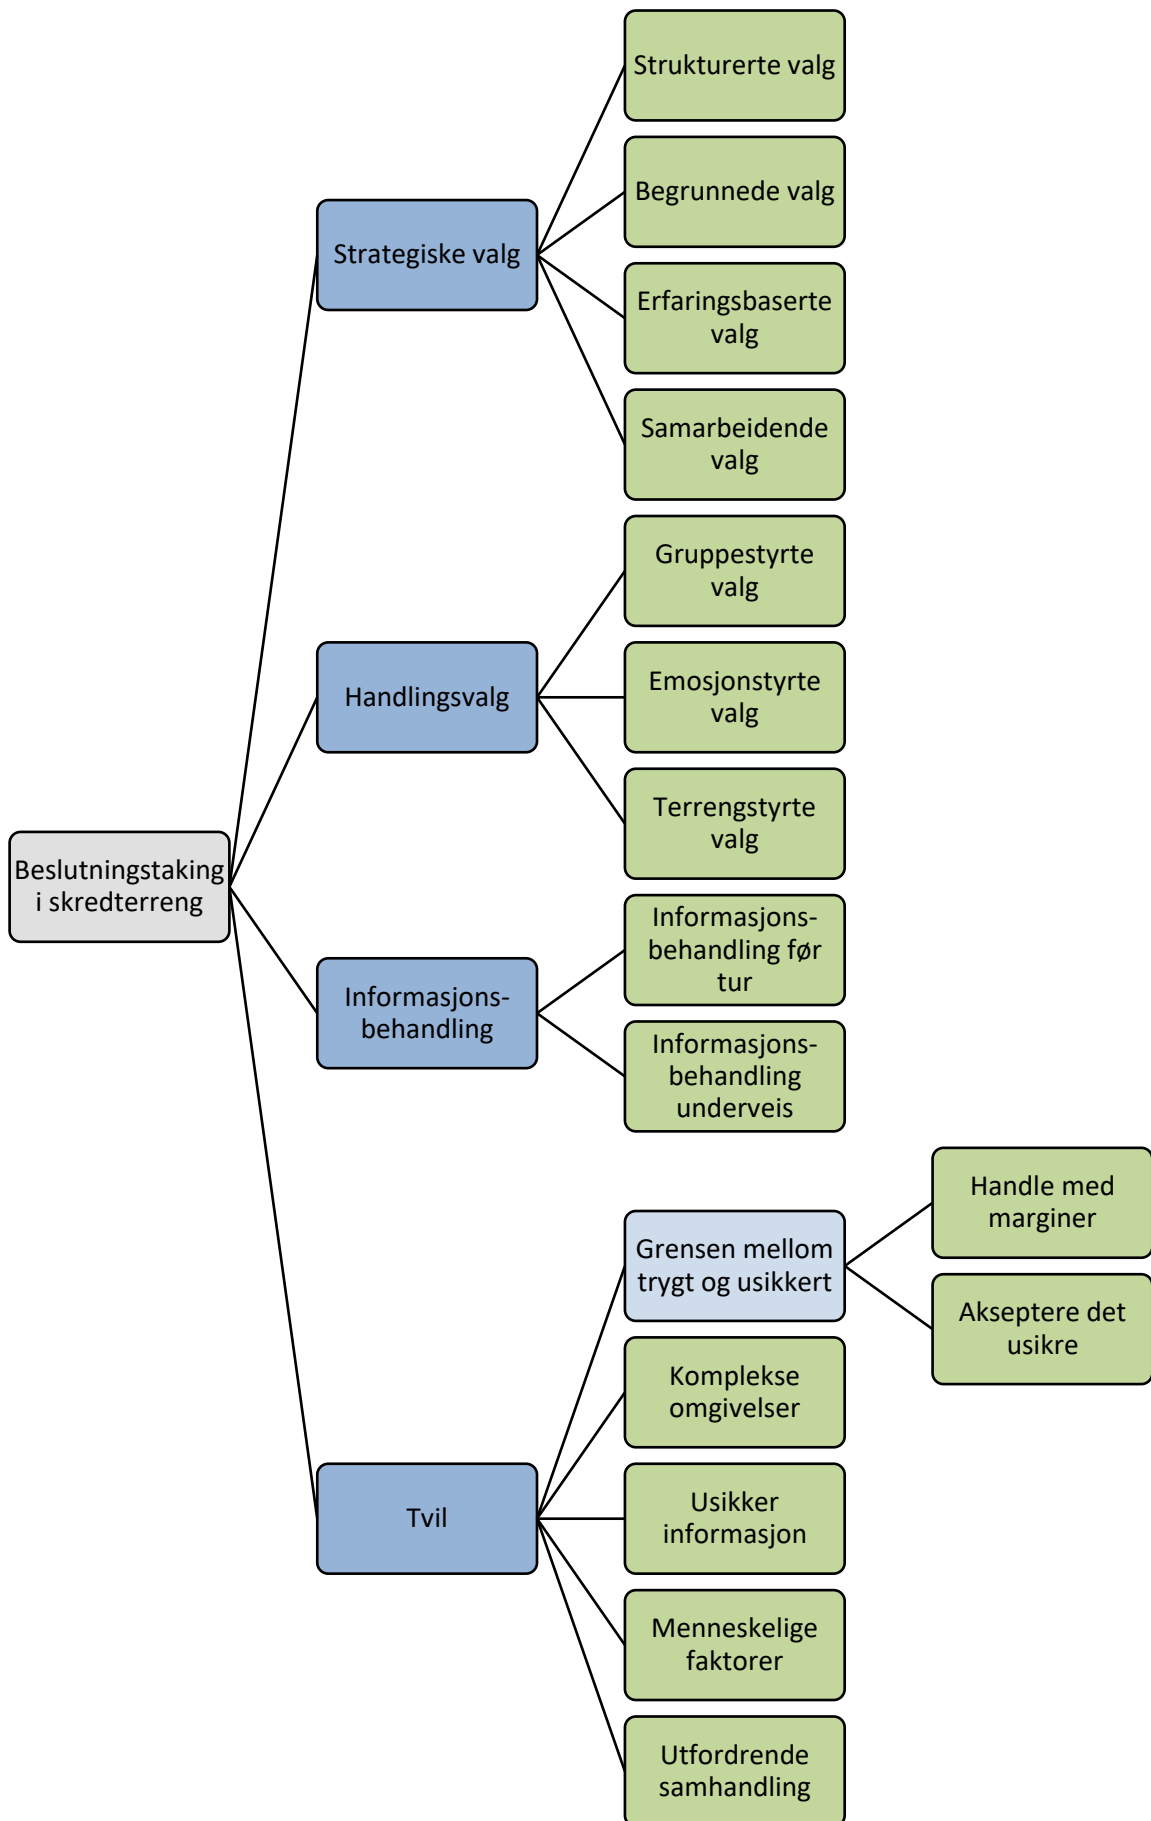 Beslutningstaking
i skredterreng
Strategiske valg
Strukturerte valg
Begrunnede valg
Erfaringsbaserte
valg
Samarbeidende
valg
Handlingsvalg
Gruppestyrte
valg
Emosjonstyrte
valg
Terrengstyrte
valg
Informasjons-
behandling
Informasjons-
behandling før
tur
Informasjons-
behandling
underveis
Tvil
Grensen mellom
trygt og usikkert
Handle med
marginer
Akseptere det
usikre
Komplekse
omgivelser
Usikker
informasjon
Menneskelige
faktorer
Utfordrende
samhandling